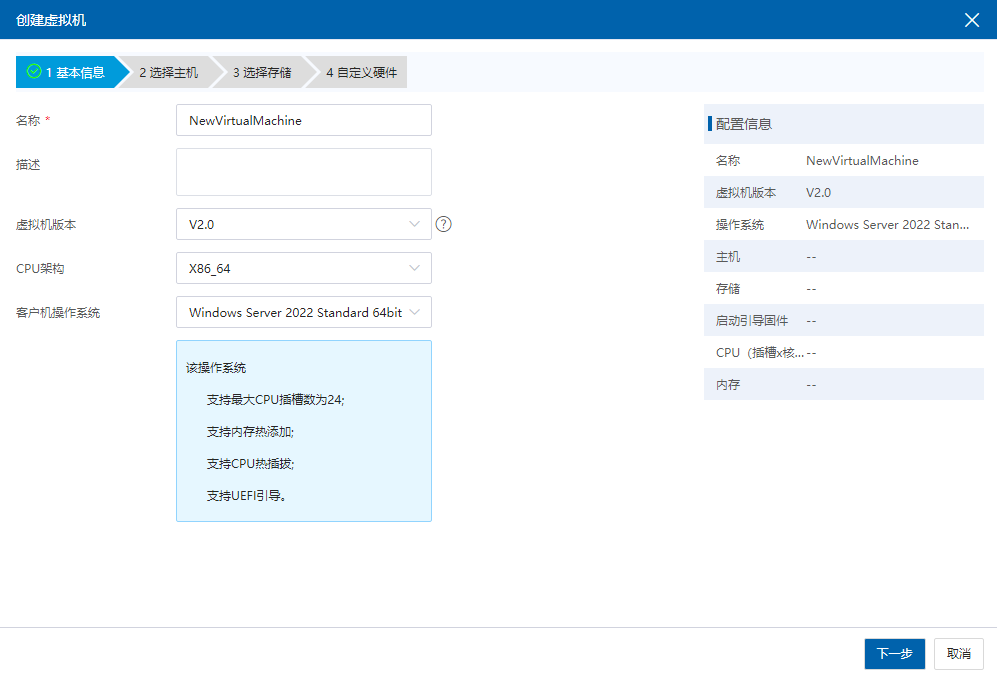 创建虚拟机
1 基本信息
2 选择主机
3 选择存储
4 自定义硬件
名称 *
NewVirtualMachine
描述
虚拟机版本
V2.0
?
CPU架构
X86_64
客户机操作系统
Windows Server 2022 Standard 64bit
该操作系统
支持最大CPU插槽数为24;
支持内存热添加;
支持CPU热插拔;
支持UEFI引导。
配置信息
名称 NewVirtualMachine
虚拟机版本 V2.0
操作系统 Windows Server 2022 Stan...
主机 --
存储 --
启动引导固件 --
CPU（插槽x核... --
内存 --
下一步
取消